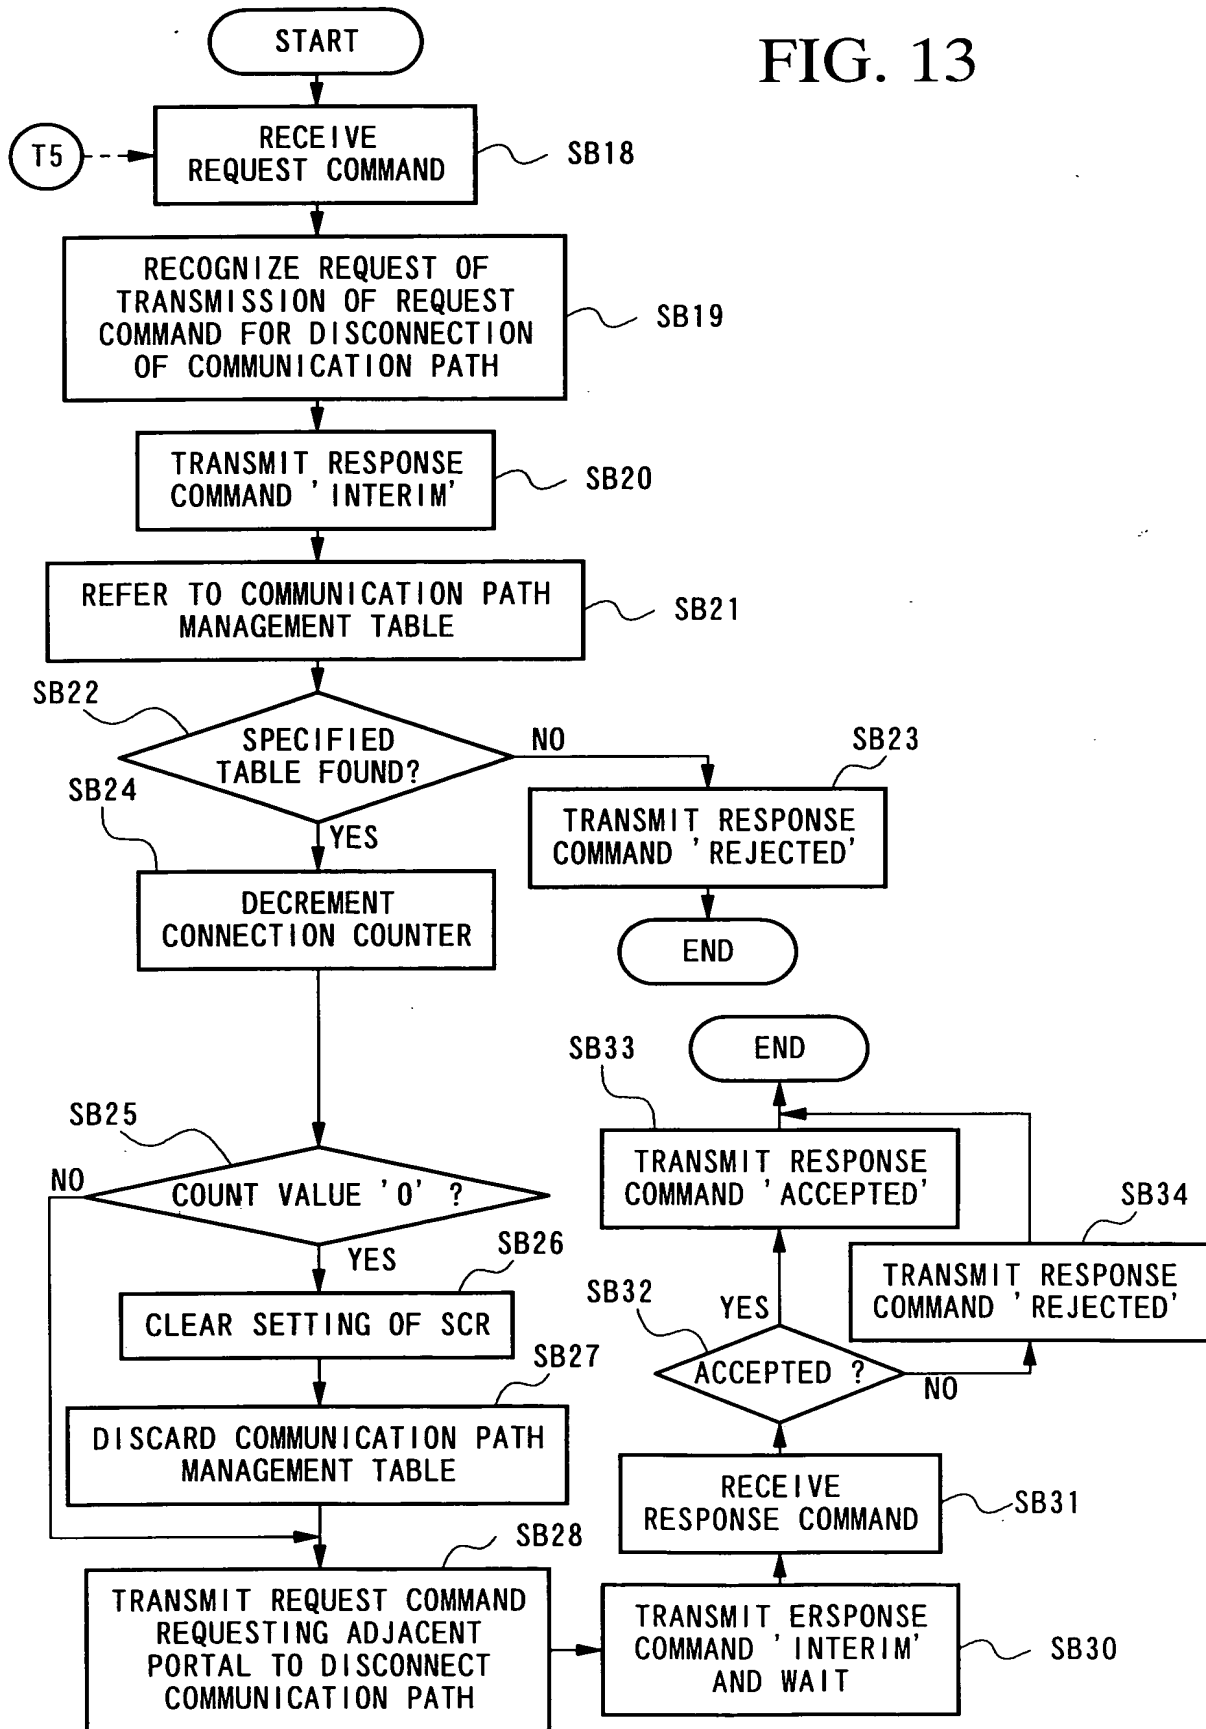 FIG. 13
START
T5
RECEIVE
REQUEST COMMAND
SB18
RECOGNIZE REQUEST OF
TRANSMISSION OF REQUEST
COMMAND FOR DISCONNECTION
OF COMMUNICATION PATH
SB19
TRANSMIT RESPONSE
COMMAND 'INTERIM'
SB20
REFER TO COMMUNICATION PATH
MANAGEMENT TABLE
SB21
SB22
SPECIFIED
TABLE FOUND?
NO
YES
SB23
TRANSMIT RESPONSE
COMMAND 'REJECTED'
END
SB24
DECREMENT
CONNECTION COUNTER
SB25
COUNT VALUE '0' ?
NO
YES
SB26
CLEAR SETTING OF SCR
SB27
DISCARD COMMUNICATION PATH
MANAGEMENT TABLE
SB28
TRANSMIT REQUEST COMMAND
REQUESTING ADJACENT
PORTAL TO DISCONNECT
COMMUNICATION PATH
TRANSMIT ERSPONSE
COMMAND 'INTERIM'
AND WAIT
SB30
RECEIVE
RESPONSE COMMAND
SB31
SB32
ACCEPTED ?
YES
NO
SB33
TRANSMIT RESPONSE
COMMAND 'ACCEPTED'
SB34
TRANSMIT RESPONSE
COMMAND 'REJECTED'
END